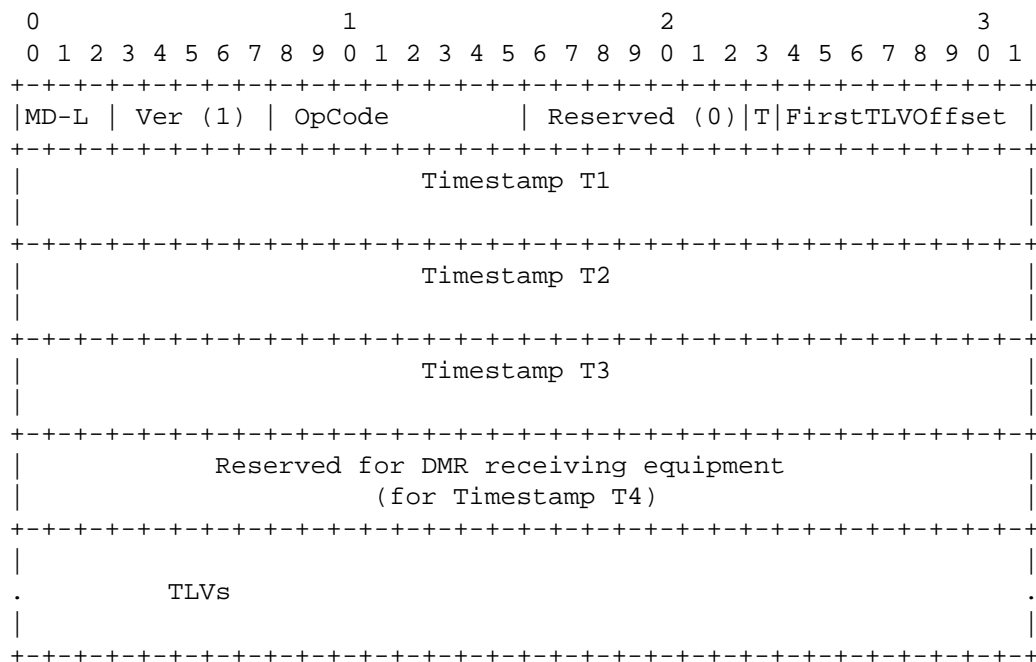 0                   1                   2                   3
 0 1 2 3 4 5 6 7 8 9 0 1 2 3 4 5 6 7 8 9 0 1 2 3 4 5 6 7 8 9 0 1
+-+-+-+-+-+-+-+-+-+-+-+-+-+-+-+-+-+-+-+-+-+-+-+-+-+-+-+-+-+-+-+-+
|MD-L | Ver (1) | OpCode        | Reserved (0)|T|FirstTLVOffset |
+-+-+-+-+-+-+-+-+-+-+-+-+-+-+-+-+-+-+-+-+-+-+-+-+-+-+-+-+-+-+-+-+
|                         Timestamp T1                          |
|                                                               |
+-+-+-+-+-+-+-+-+-+-+-+-+-+-+-+-+-+-+-+-+-+-+-+-+-+-+-+-+-+-+-+-+
|                         Timestamp T2                          |
|                                                               |
+-+-+-+-+-+-+-+-+-+-+-+-+-+-+-+-+-+-+-+-+-+-+-+-+-+-+-+-+-+-+-+-+
|                         Timestamp T3                          |
|                                                               |
+-+-+-+-+-+-+-+-+-+-+-+-+-+-+-+-+-+-+-+-+-+-+-+-+-+-+-+-+-+-+-+-+
|            Reserved for DMR receiving equipment               |
|                      (for Timestamp T4)                       |
+-+-+-+-+-+-+-+-+-+-+-+-+-+-+-+-+-+-+-+-+-+-+-+-+-+-+-+-+-+-+-+-+
|                                                               |
.         TLVs                                                  .
|                                                               |
+-+-+-+-+-+-+-+-+-+-+-+-+-+-+-+-+-+-+-+-+-+-+-+-+-+-+-+-+-+-+-+-+